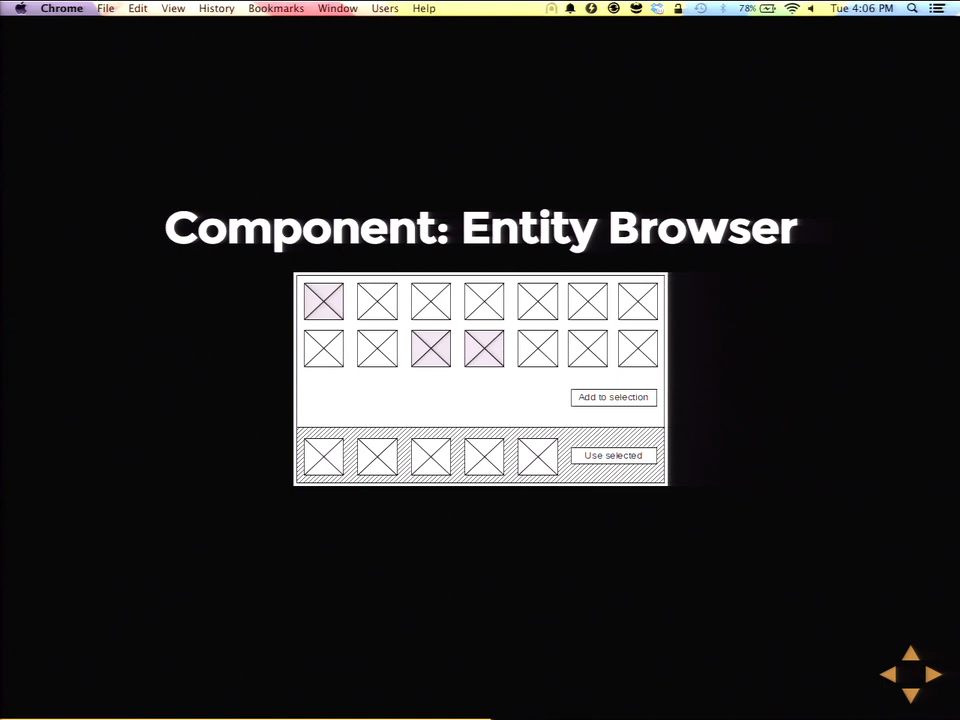 Chrome File Edit View History Bookmarks Window Users Help 78% Tue 4:06 PM
Component: Entity Browser
Add to selection
Use selected